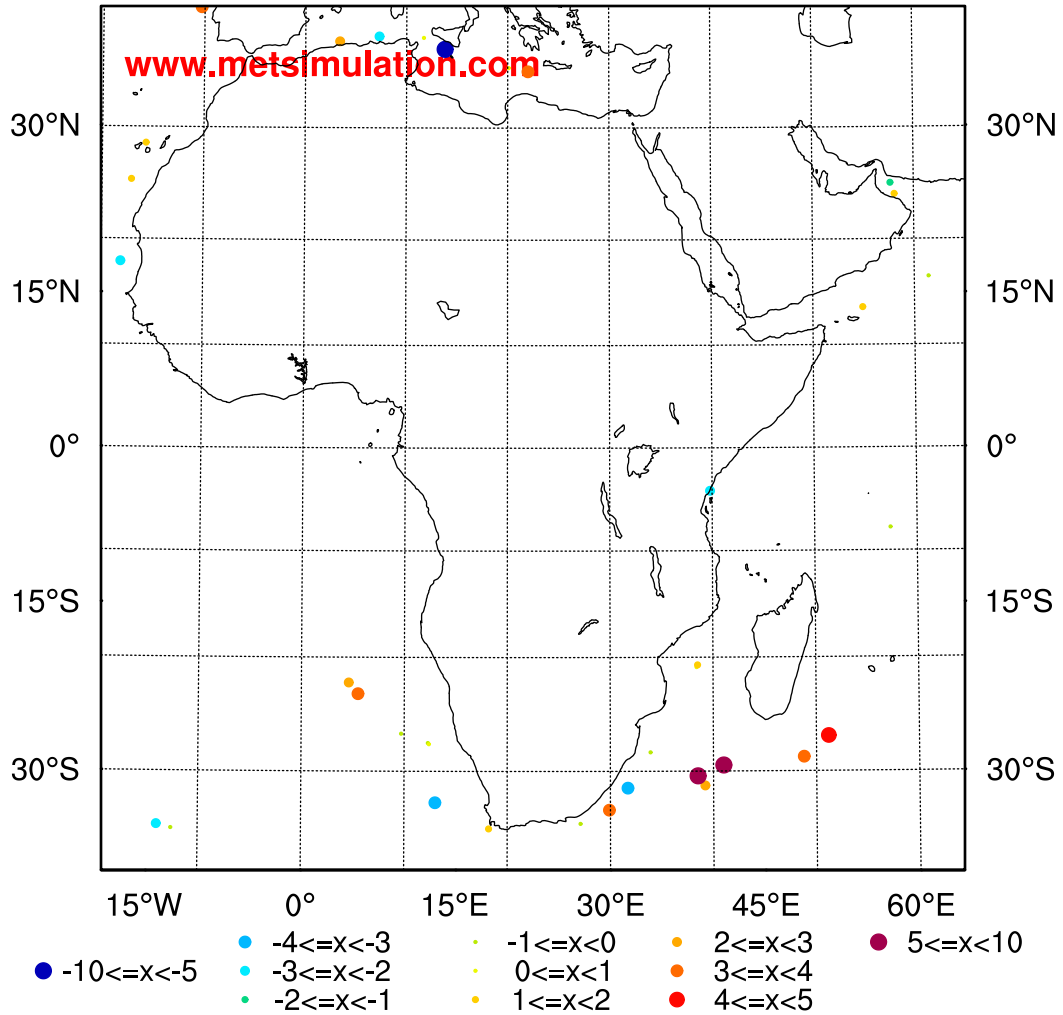 www.metsimulation.com
30°N 30°N
15°N 15°N
0° 0°
15°S 15°S
30°S 30°S
15°W 0° 15°E 30°E 45°E 60°E
-4<=x<-3 -1<=x<0 2<=x<3 5<=x<10
-10<=x<-5 -3<=x<-2 0<=x<1 3<=x<4
-2<=x<-1 1<=x<2 4<=x<5